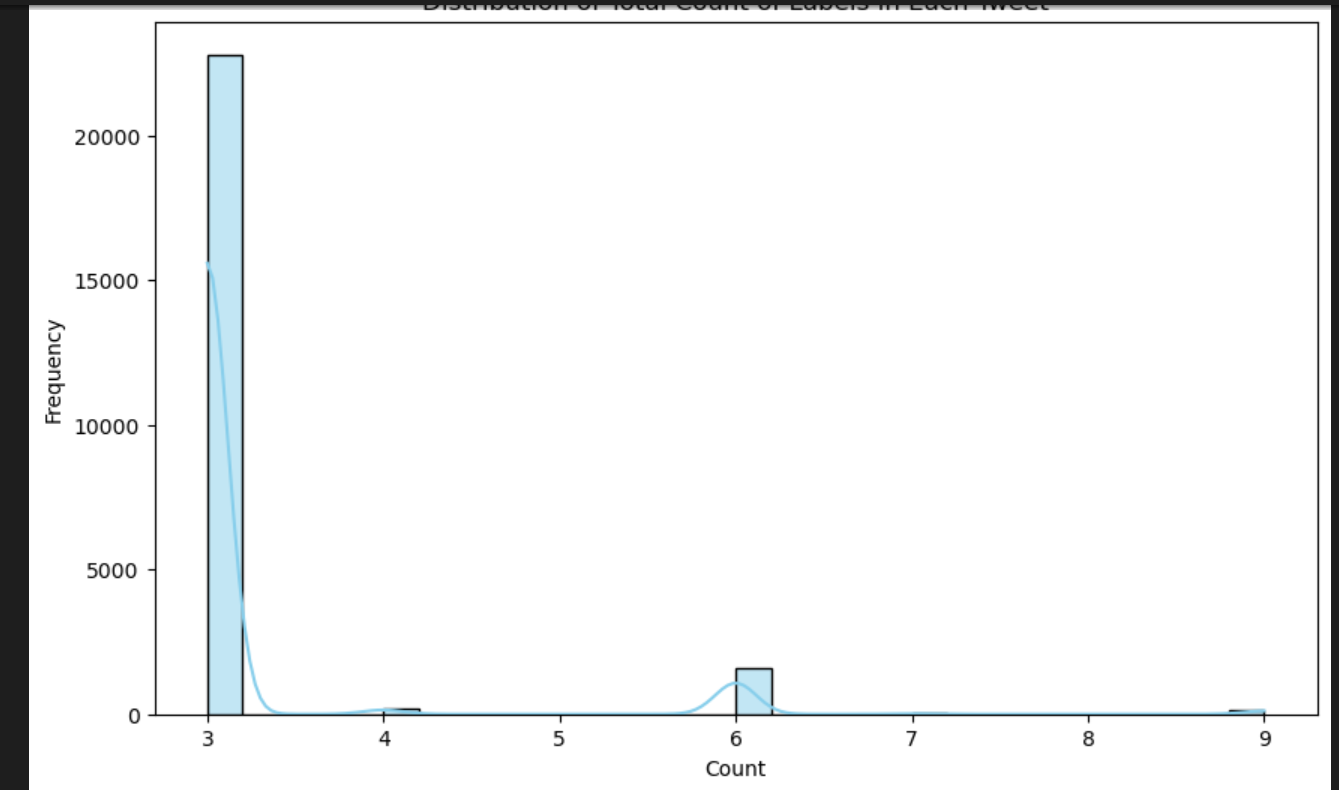 Distribution of Total Count of Labels in Each Tweet
Frequency
20000
15000
10000
5000
0
3 4 5 6 7 8 9
Count